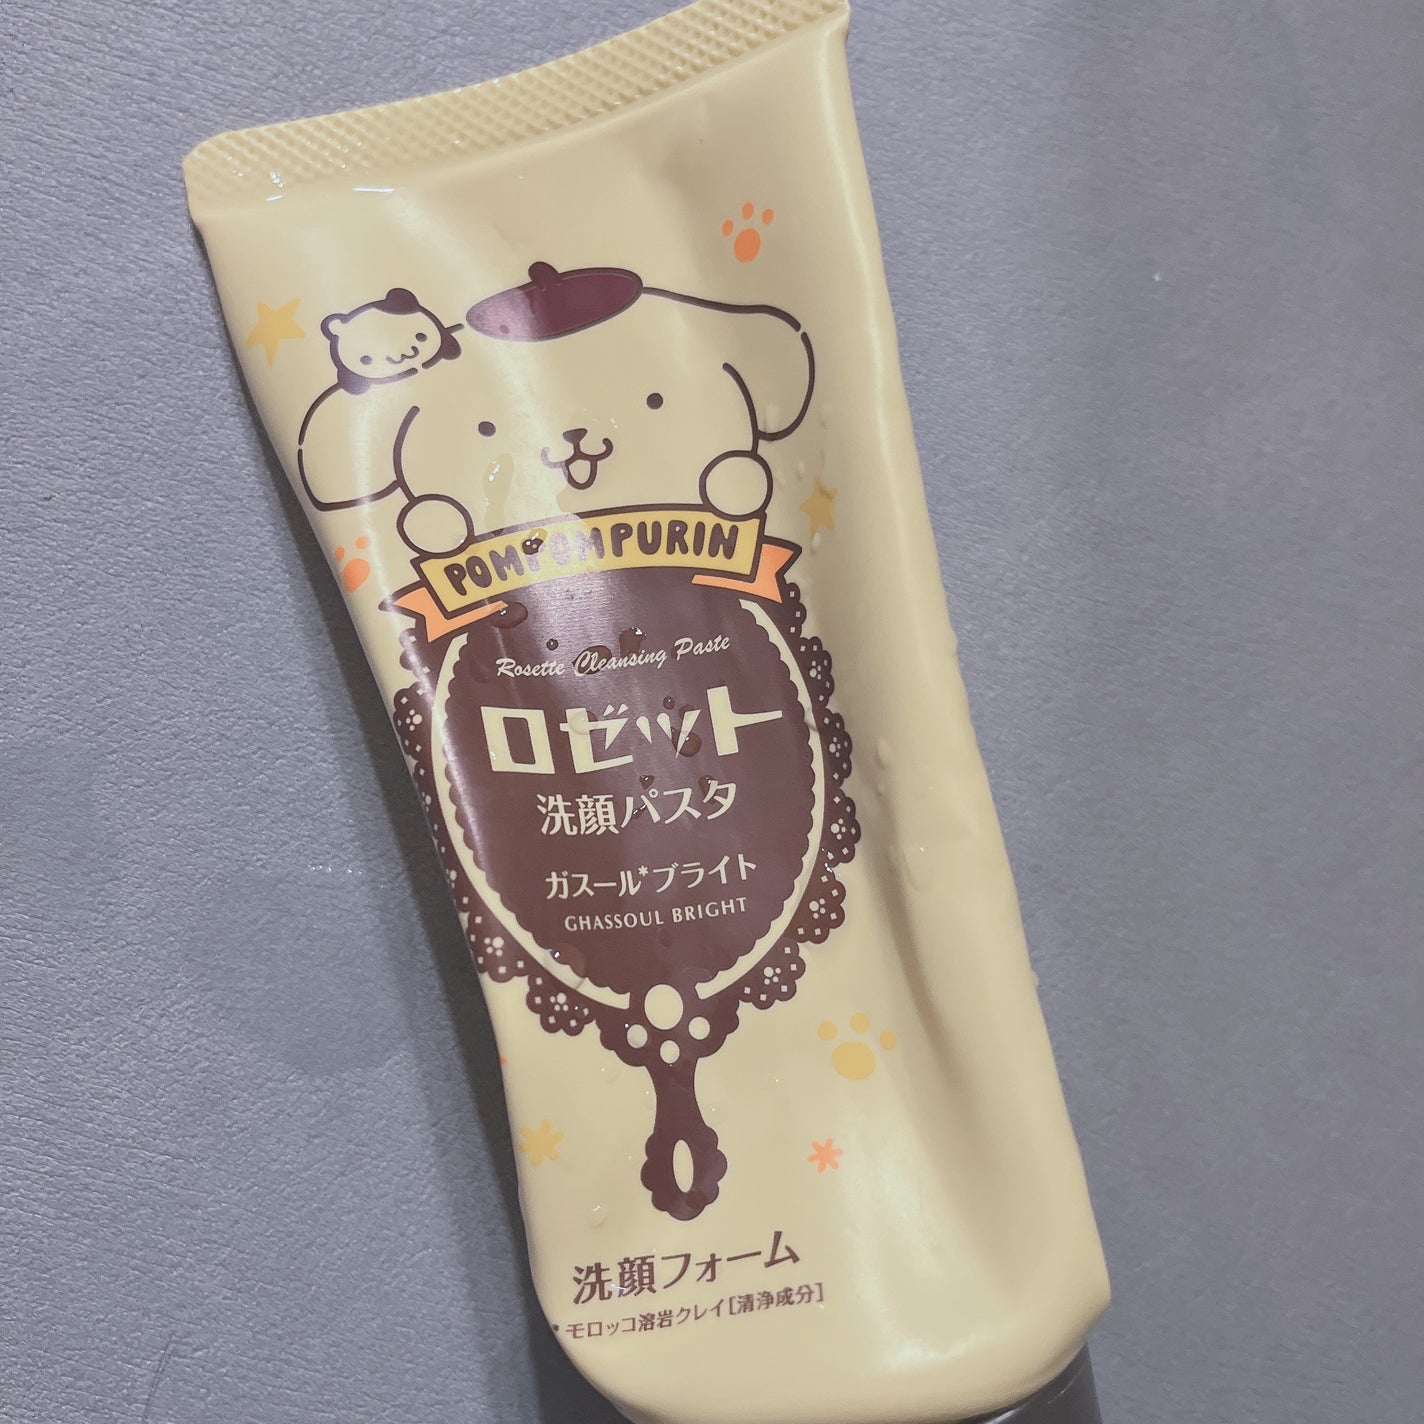 POMPOMPURIN
Rosette Cleansing Paste
ロゼット
洗顔パスタ
ガスール*ブライト
GHASSOUL BRIGHT
洗顔フォーム
* モロッコ溶岩クレイ[清浄成分]